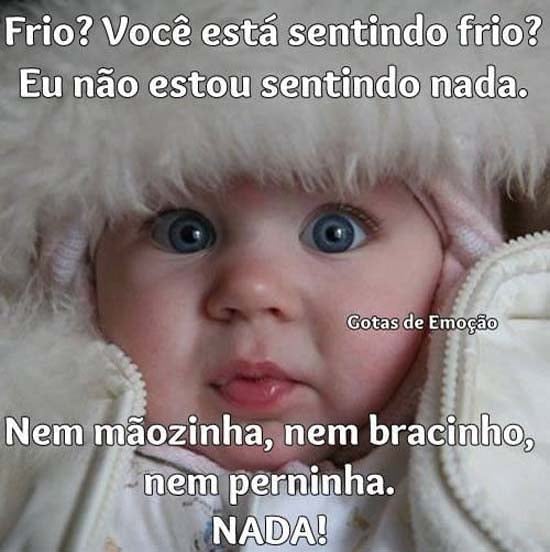 Frio? Você está sentindo frio?
Eu não estou sentindo nada.
Gotas de Emoção
Nem mãozinha, nem bracinho,
nem perninha.
NADA!